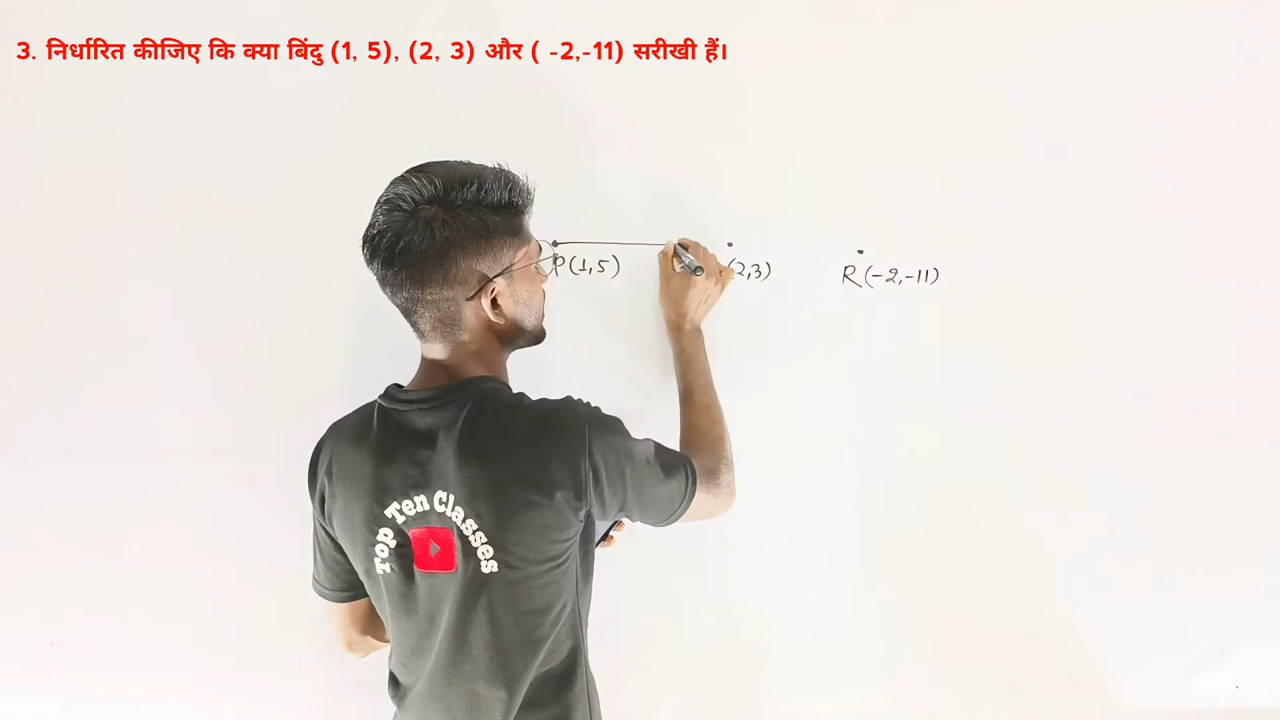 3. निर्धारित कीजिए कि क्या बिंदु (1, 5), (2, 3) और ( -2,-11) सरीखी हैं।
P(1,5)
(2,3)
R(-2,-11)
Top Ten Classes